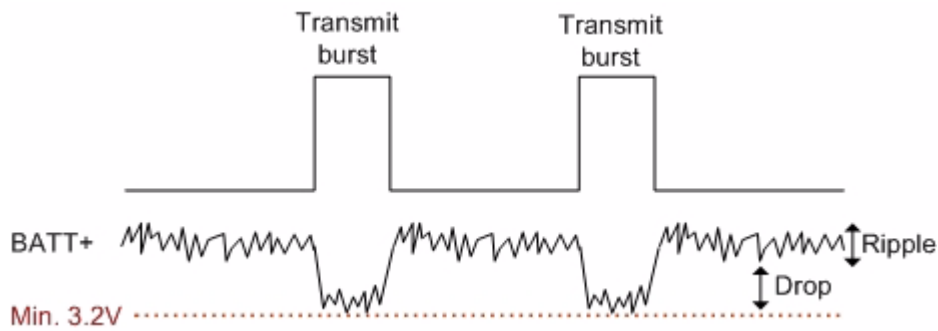 Transmit
burst
Transmit
burst
BATT+
Ripple
Drop
Min. 3.2V